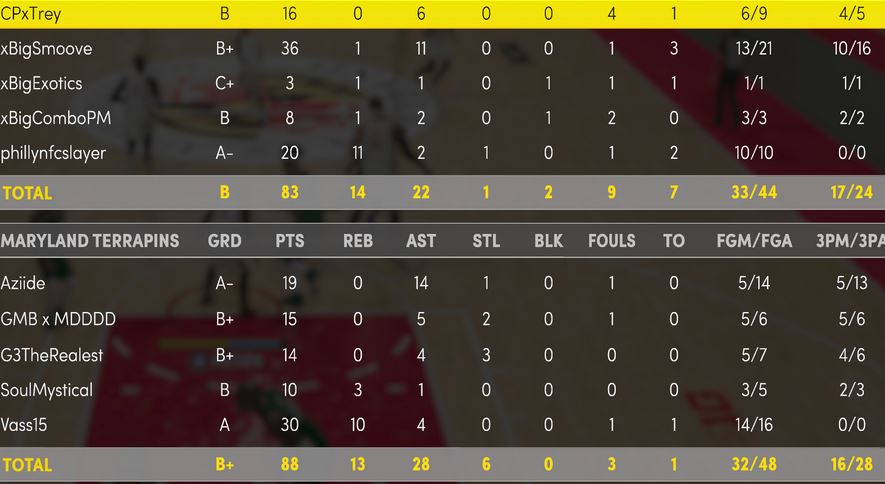 CPxTrey B 16 0 6 0 0 4 1 6/9 4/5
xBigSmoove B+ 36 1 11 0 0 1 3 13/21 10/16
xBigExotics C+ 3 1 1 0 1 1 1 1/1 1/1
xBigComboPM B 8 1 2 0 1 2 0 3/3 2/2
phillynfcslayer A- 20 11 2 1 0 1 2 10/10 0/0
TOTAL B 83 14 22 1 2 9 7 33/44 17/24
MARYLAND TERRAPINS GRD PTS REB AST STL BLK FOULS TO FGM/FGA 3PM/3PA
Aziide A- 19 0 14 1 0 1 0 5/14 5/13
GMB x MDDDD B+ 15 0 5 2 0 1 0 5/6 5/6
G3TheRealest B+ 14 0 4 3 0 0 0 5/7 4/6
SoulMystical B 10 3 1 0 0 0 0 3/5 2/3
Vass15 A 30 10 4 0 0 1 1 14/16 0/0
TOTAL B+ 88 13 28 6 0 3 1 32/48 16/28